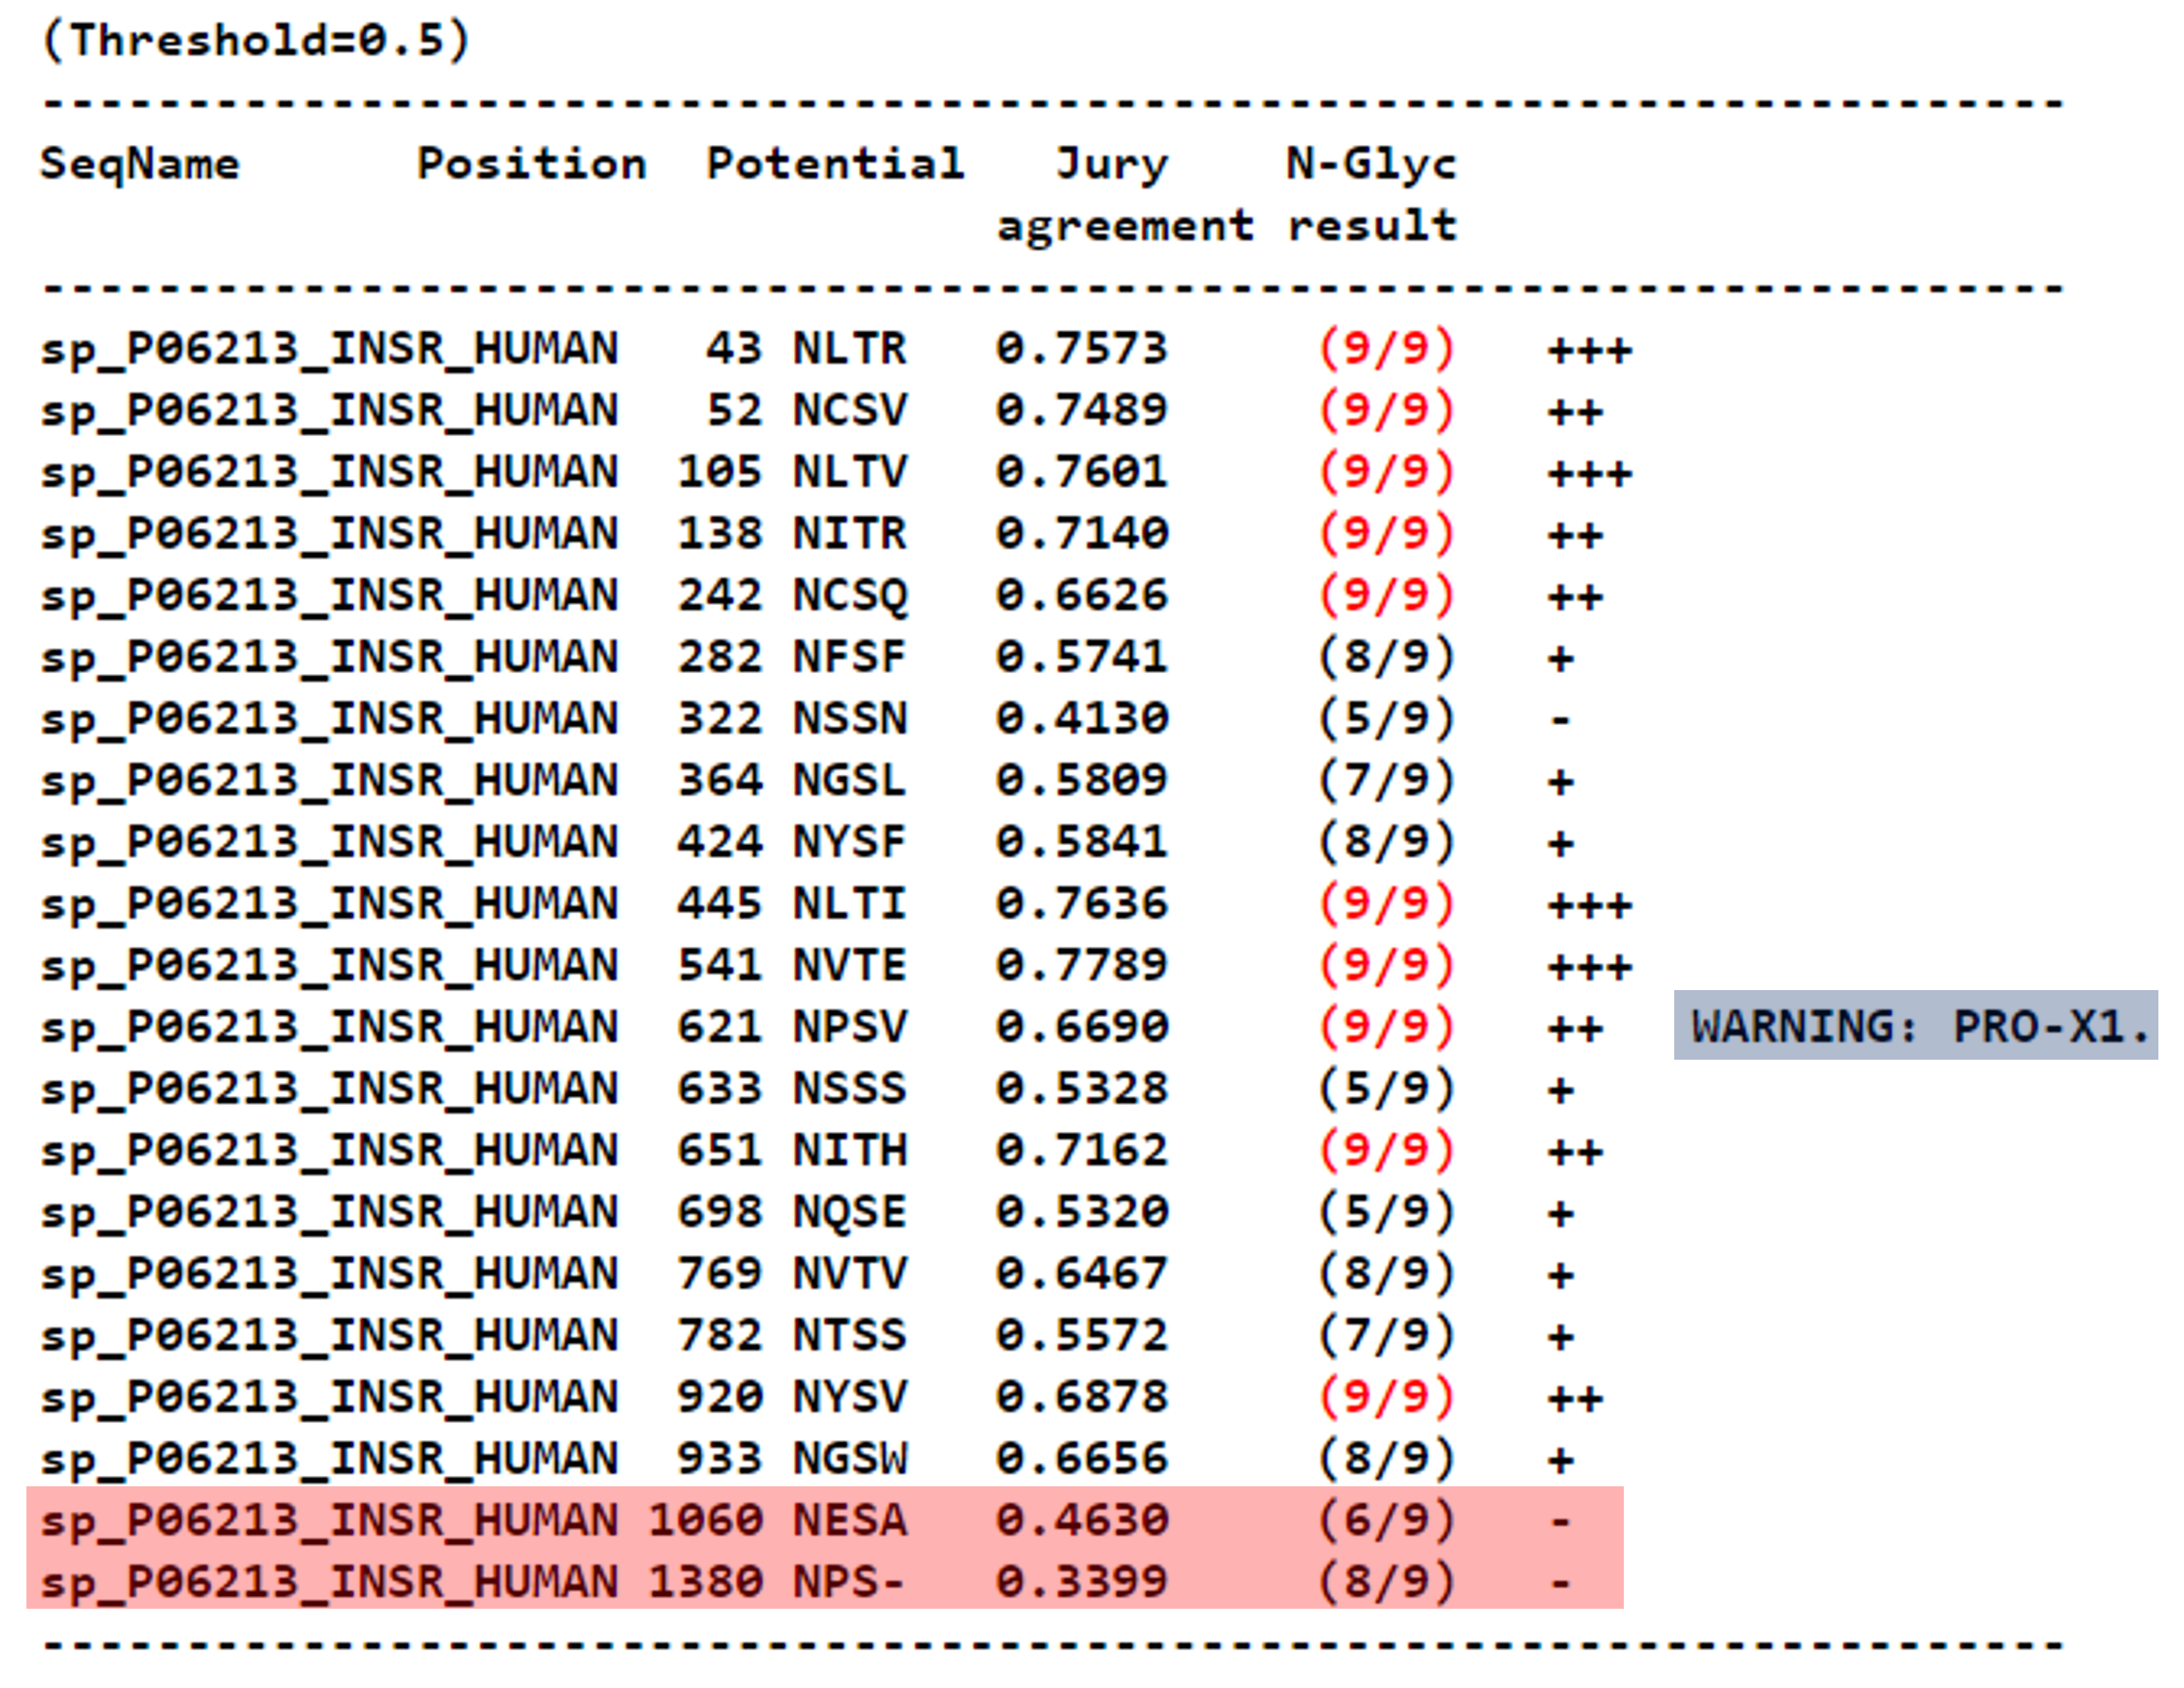 (Threshold=0.5)
----------------------------------------------------------------------
SeqName      Position  Potential   Jury    N-Glyc
                                 agreement result
----------------------------------------------------------------------
sp_P06213_INSR_HUMAN   43 NLTR   0.7573     (9/9)   +++
sp_P06213_INSR_HUMAN   52 NCSV   0.7489     (9/9)   ++
sp_P06213_INSR_HUMAN  105 NLTV   0.7601     (9/9)   +++
sp_P06213_INSR_HUMAN  138 NITR   0.7140     (9/9)   ++
sp_P06213_INSR_HUMAN  242 NCSQ   0.6626     (9/9)   ++
sp_P06213_INSR_HUMAN  282 NFSF   0.5741     (8/9)   +
sp_P06213_INSR_HUMAN  322 NSSN   0.4130     (5/9)   -
sp_P06213_INSR_HUMAN  364 NGSL   0.5809     (7/9)   +
sp_P06213_INSR_HUMAN  424 NYSF   0.5841     (8/9)   +
sp_P06213_INSR_HUMAN  445 NLTI   0.7636     (9/9)   +++
sp_P06213_INSR_HUMAN  541 NVTE   0.7789     (9/9)   +++
sp_P06213_INSR_HUMAN  621 NPSV   0.6690     (9/9)   ++   WARNING: PRO-X1.
sp_P06213_INSR_HUMAN  633 NSSS   0.5328     (5/9)   +
sp_P06213_INSR_HUMAN  651 NITH   0.7162     (9/9)   ++
sp_P06213_INSR_HUMAN  698 NQSE   0.5320     (5/9)   +
sp_P06213_INSR_HUMAN  769 NVTV   0.6467     (8/9)   +
sp_P06213_INSR_HUMAN  782 NTSS   0.5572     (7/9)   +
sp_P06213_INSR_HUMAN  920 NYSV   0.6878     (9/9)   ++
sp_P06213_INSR_HUMAN  933 NGSW   0.6656     (8/9)   +
sp_P06213_INSR_HUMAN 1060 NESA   0.4630     (6/9)   -
sp_P06213_INSR_HUMAN 1380 NPS-   0.3399     (8/9)   -
----------------------------------------------------------------------